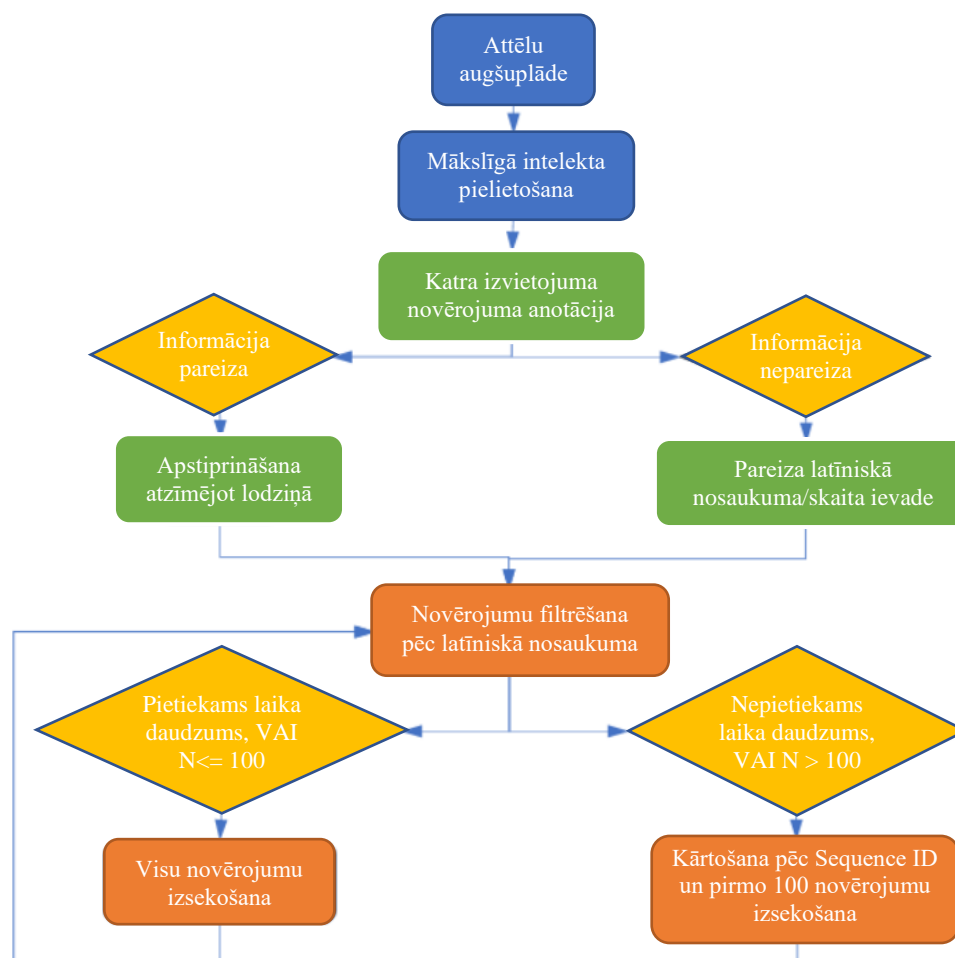 Attēlu
augšuplāde
Mākslīgā intelekta
pielietošana
Katra izvietojuma
novērojuma anotācija
Informācija
pareiza
Informācija
nepareiza
Apstiprināšana
atzīmējot lodziņā
Pareiza latīniskā
nosaukuma/skaita ievade
Novērojumu filtrēšana
pēc latīniskā nosaukuma
Pietiekams laika
daudzums, VAI
N<= 100
Nepietiekams
laika daudzums,
VAI N > 100
Visu novērojumu
izsekošana
Kārtošana pēc Sequence ID
un pirmo 100 novērojumu
izsekošana